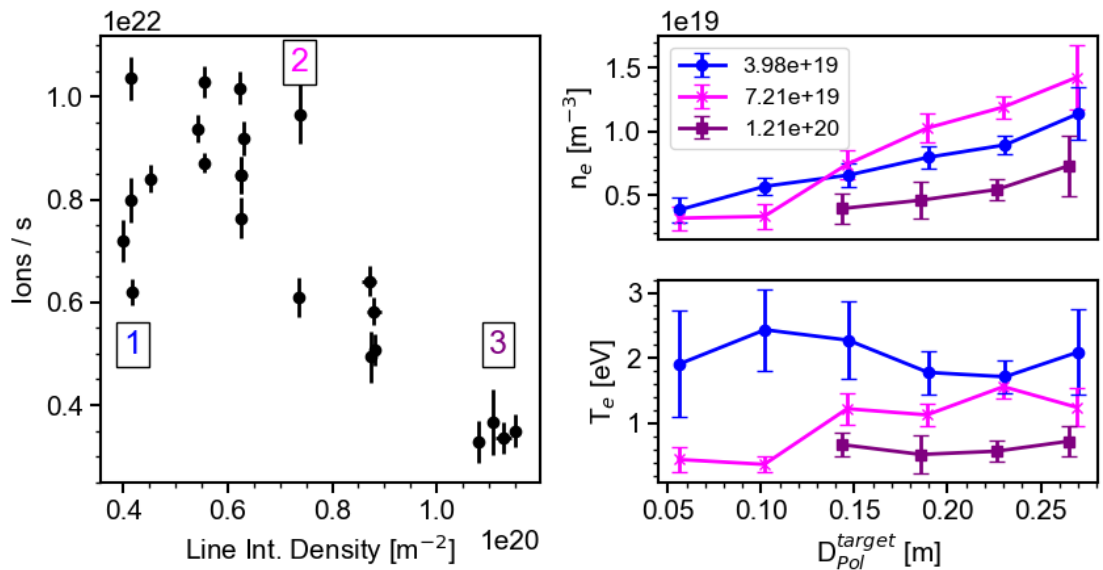 1e22
1.0
0.8
0.6
0.4
Ions / s
1
2
3
0.4
0.6
0.8
1.0
1e20
Line Int. Density [m⁻²]
1e19
1.5
1.0
0.5
nₑ [m⁻³]
3.98e+19
7.21e+19
1.21e+20
3
2
1
Tₑ [eV]
0.05
0.10
0.15
0.20
0.25
D_{Pol}^{target} [m]